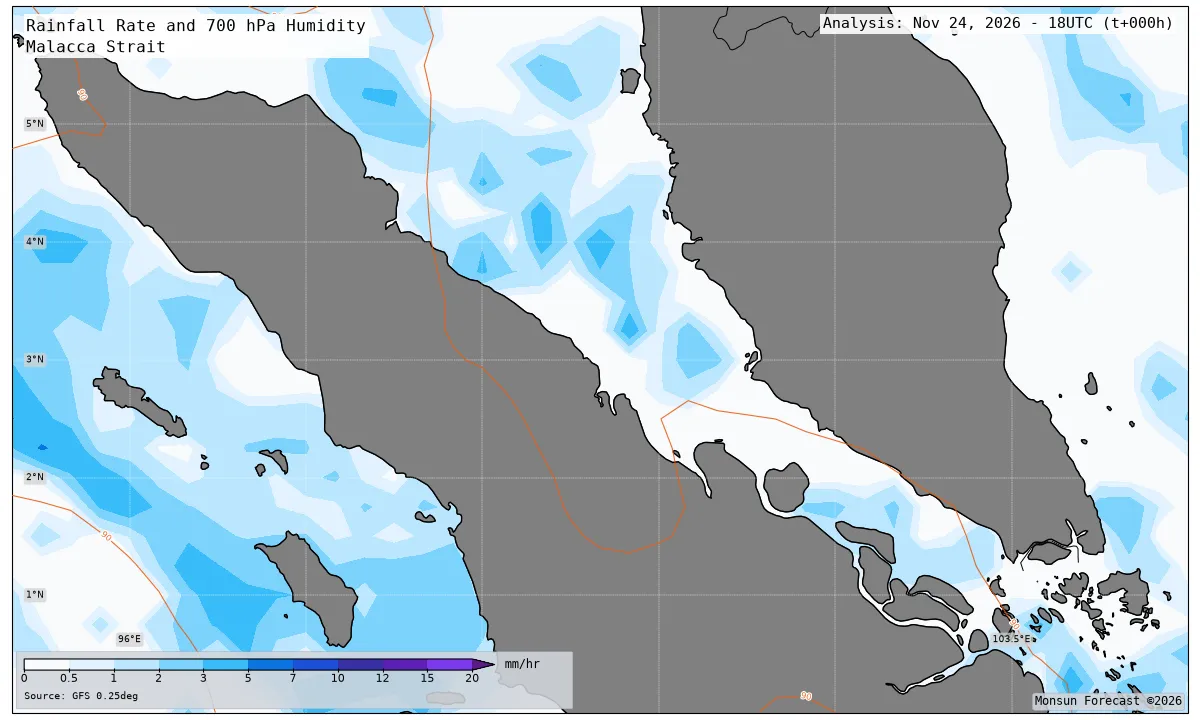 Rainfall Rate and 700 hPa Humidity
Malacca Strait
Analysis: Nov 24, 2026 - 18UTC (t+000h)
90
5°N
4°N
3°N
2°N
90
1°N
96°E
90
103.5°E
mm/hr
0 0.5 1 2 3 5 7 10 12 15 20
Source: GFS 0.25deg
90
Monsun Forecast ©2026